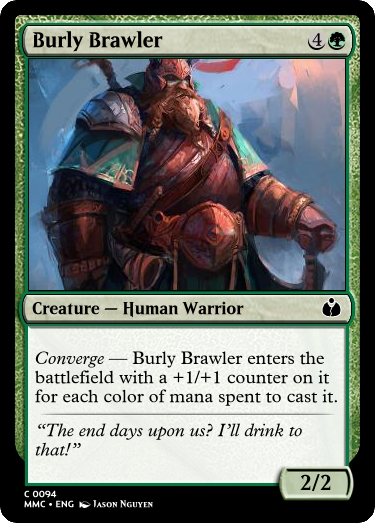 Burly Brawler 4
Creature — Human Warrior
Converge — Burly Brawler enters the
battlefield with a +1/+1 counter on it
for each color of mana spent to cast it.
“The end days upon us? I’ll drink to
that!”
2/2
C 0094
MMC • ENG Jason Nguyen